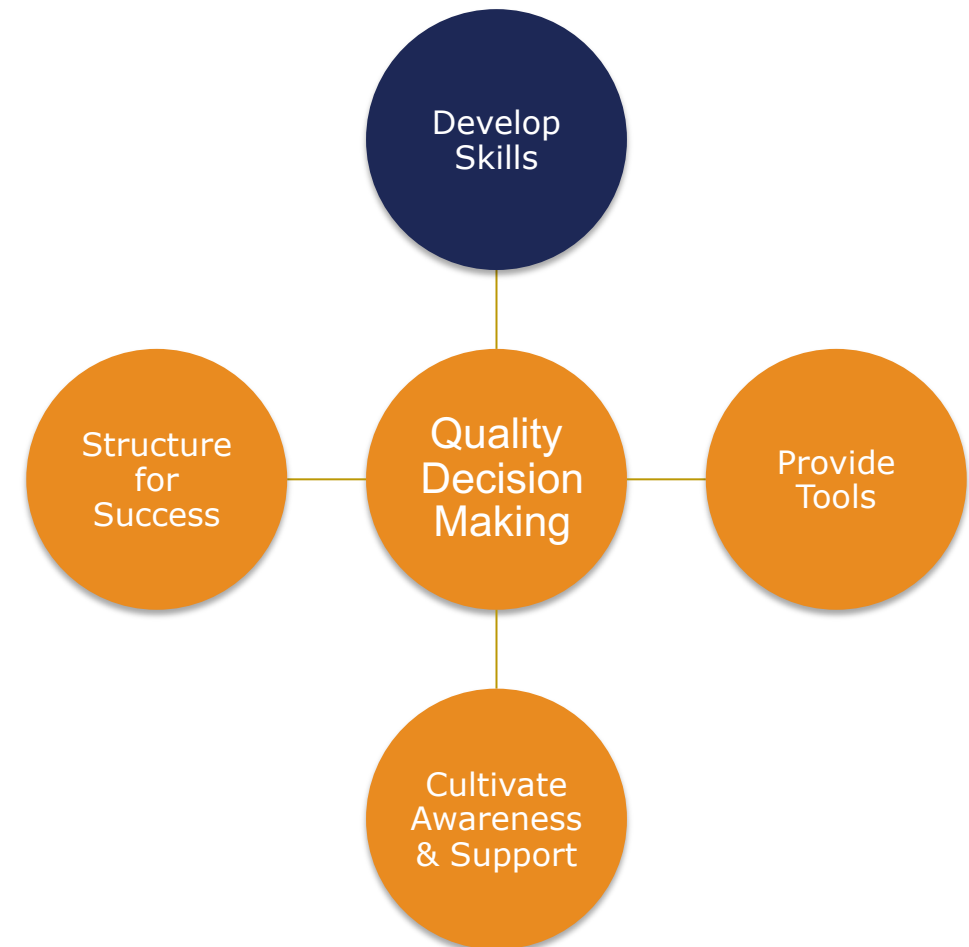 Develop
Skills
Structure
for
Success
Quality
Decision
Making
Provide
Tools
Cultivate
Awareness
& Support